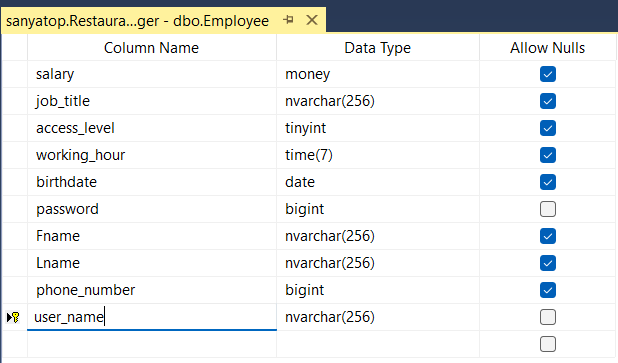 sanyatop.Restaura...ger - dbo.Employee
Column Name Data Type Allow Nulls
salary money
job_title nvarchar(256)
access_level tinyint
working_hour time(7)
birthdate date
password bigint
Fname nvarchar(256)
Lname nvarchar(256)
phone_number bigint
user_name nvarchar(256)